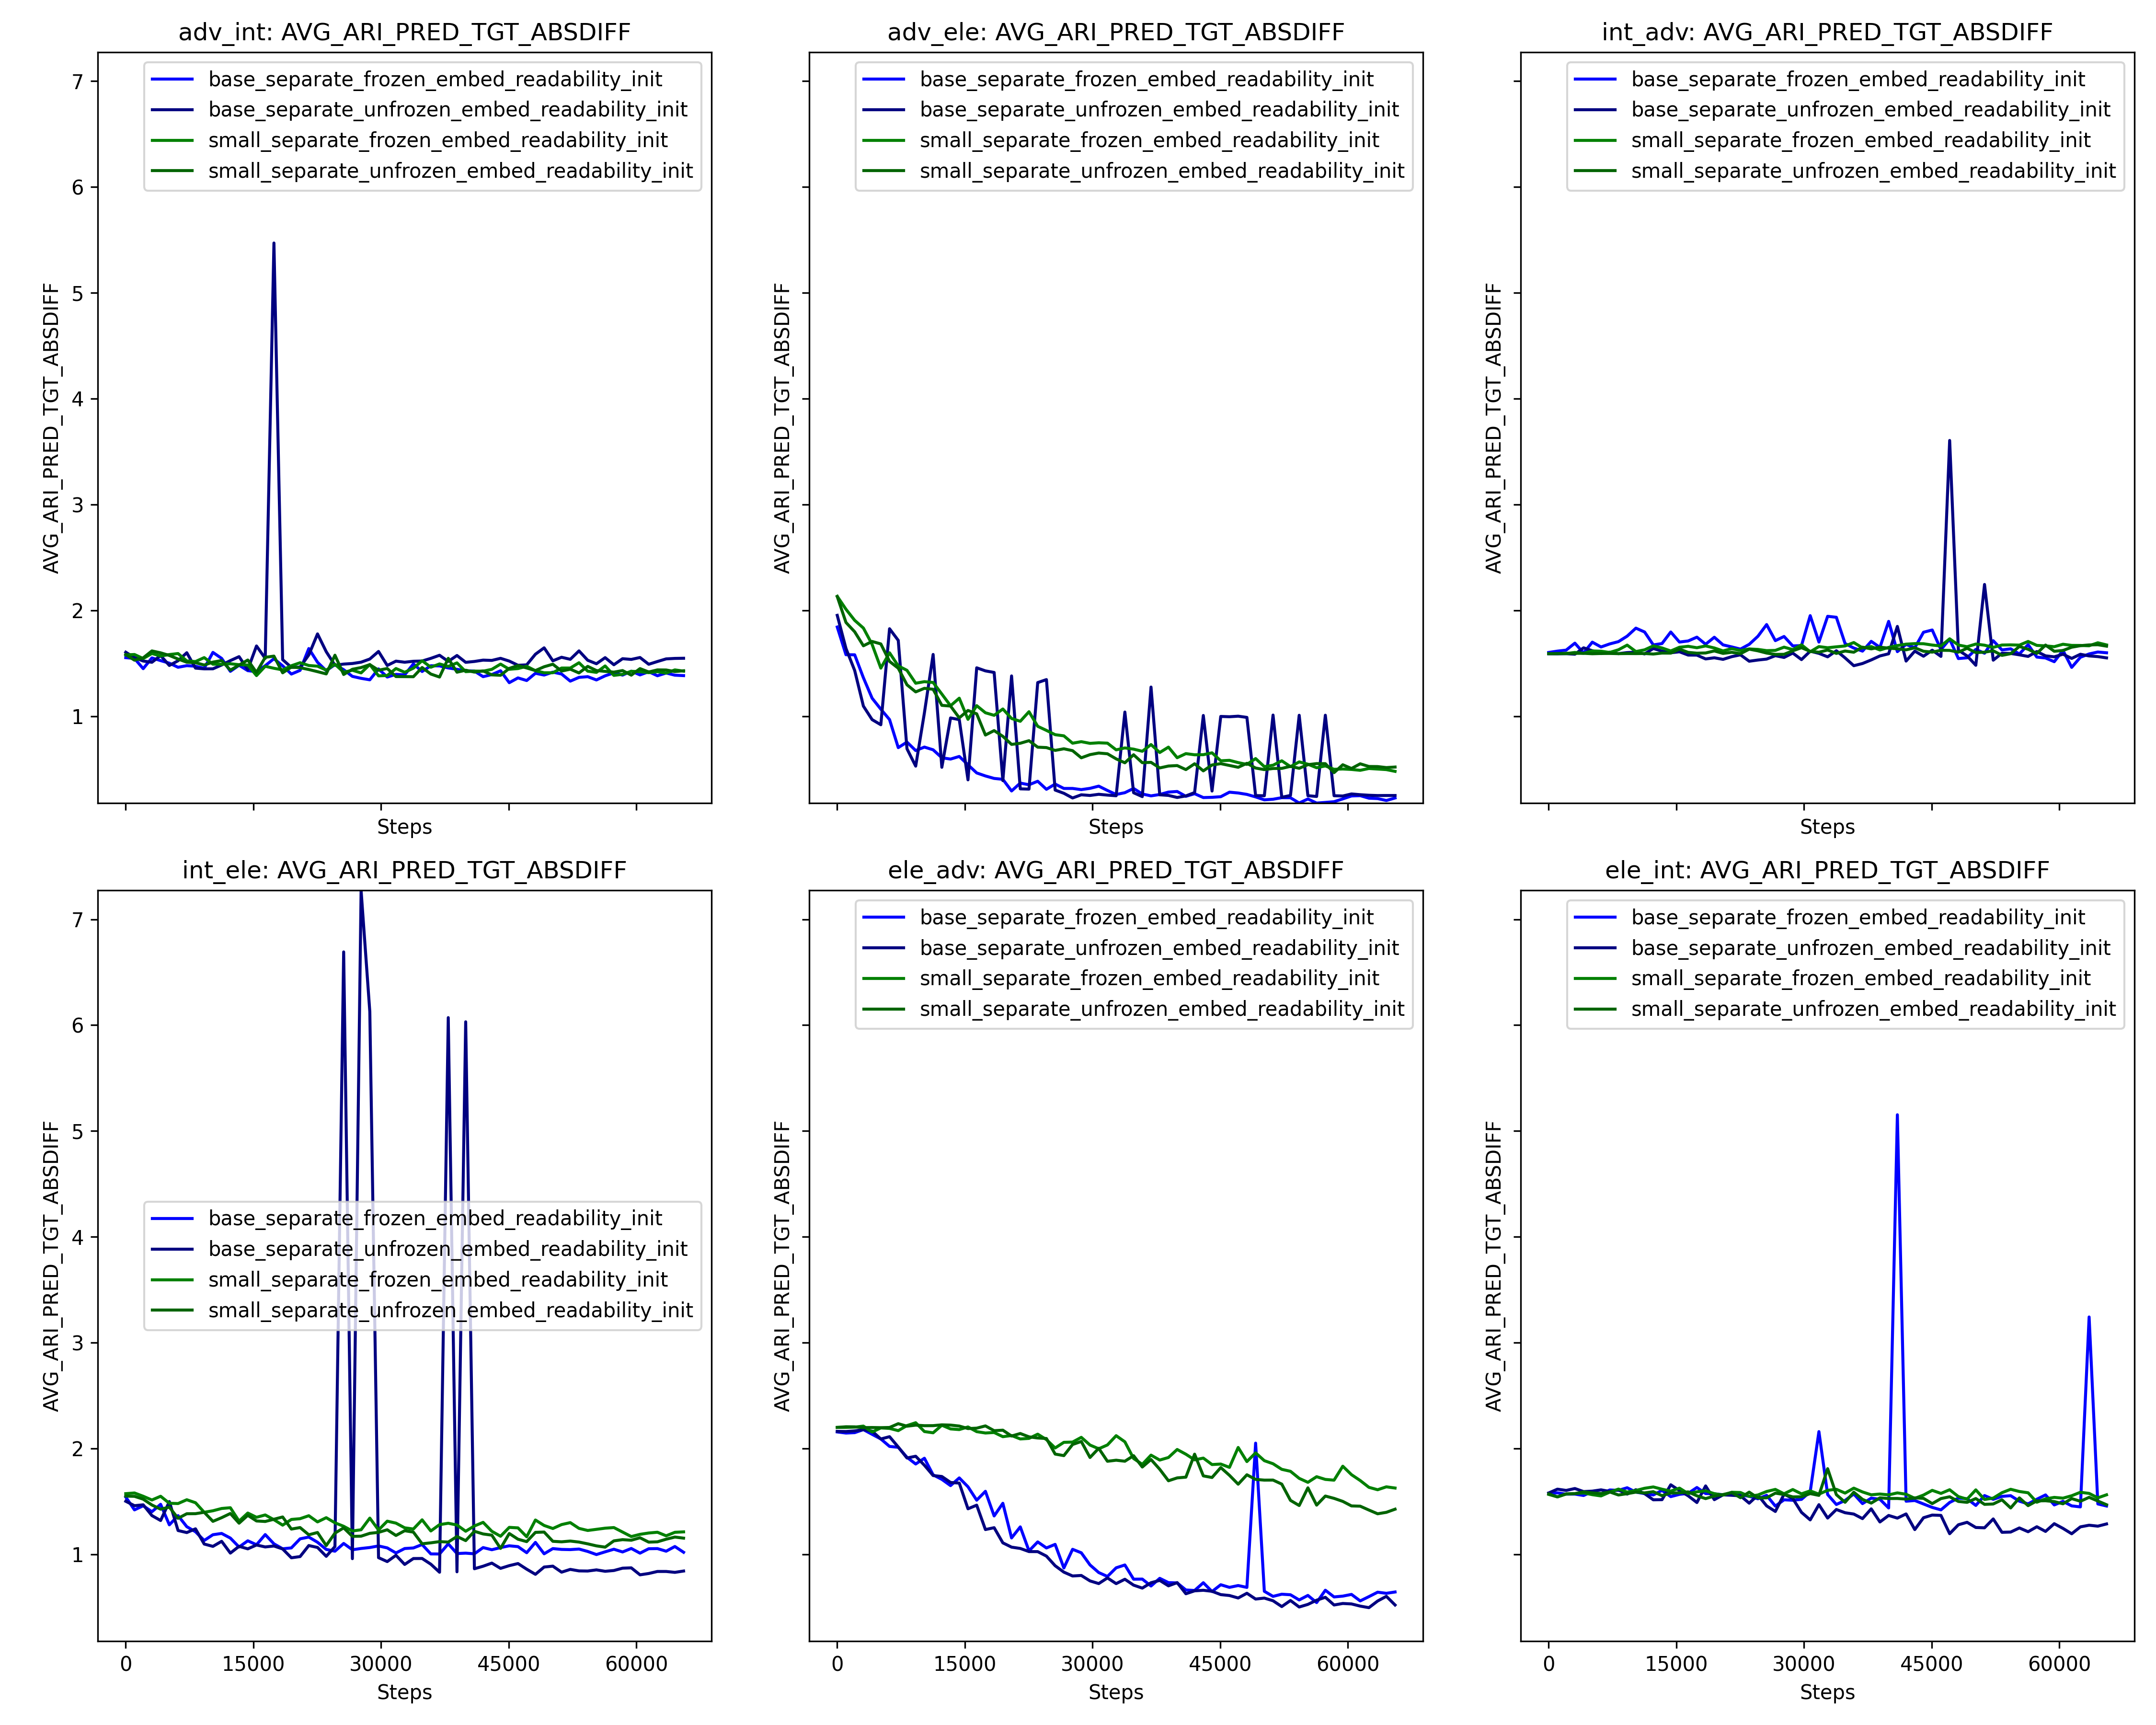 adv_int: AVG_ARI_PRED_TGT_ABSDIFF
AVG_ARI_PRED_TGT_ABSDIFF
7
6
5
4
3
2
1
base_separate_frozen_embed_readability_init
base_separate_unfrozen_embed_readability_init
small_separate_frozen_embed_readability_init
small_separate_unfrozen_embed_readability_init
Steps
adv_ele: AVG_ARI_PRED_TGT_ABSDIFF
AVG_ARI_PRED_TGT_ABSDIFF
base_separate_frozen_embed_readability_init
base_separate_unfrozen_embed_readability_init
small_separate_frozen_embed_readability_init
small_separate_unfrozen_embed_readability_init
Steps
int_adv: AVG_ARI_PRED_TGT_ABSDIFF
AVG_ARI_PRED_TGT_ABSDIFF
base_separate_frozen_embed_readability_init
base_separate_unfrozen_embed_readability_init
small_separate_frozen_embed_readability_init
small_separate_unfrozen_embed_readability_init
Steps
int_ele: AVG_ARI_PRED_TGT_ABSDIFF
AVG_ARI_PRED_TGT_ABSDIFF
7
6
5
4
3
2
1
base_separate_frozen_embed_readability_init
base_separate_unfrozen_embed_readability_init
small_separate_frozen_embed_readability_init
small_separate_unfrozen_embed_readability_init
0 15000 30000 45000 60000
Steps
ele_adv: AVG_ARI_PRED_TGT_ABSDIFF
AVG_ARI_PRED_TGT_ABSDIFF
base_separate_frozen_embed_readability_init
base_separate_unfrozen_embed_readability_init
small_separate_frozen_embed_readability_init
small_separate_unfrozen_embed_readability_init
0 15000 30000 45000 60000
Steps
ele_int: AVG_ARI_PRED_TGT_ABSDIFF
AVG_ARI_PRED_TGT_ABSDIFF
base_separate_frozen_embed_readability_init
base_separate_unfrozen_embed_readability_init
small_separate_frozen_embed_readability_init
small_separate_unfrozen_embed_readability_init
0 15000 30000 45000 60000
Steps